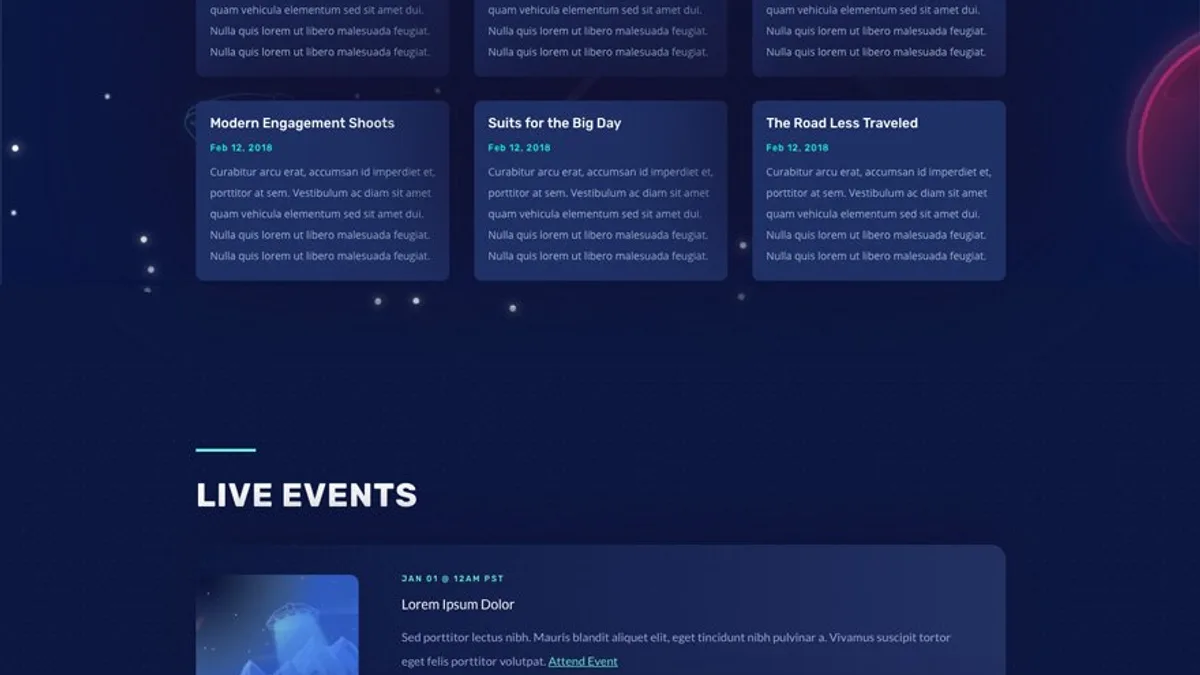 quam vehicula elementum sed sit amet dui.
Nulla quis lorem ut libero malesuada feugiat.
Nulla quis lorem ut libero malesuada feugiat.
quam vehicula elementum sed sit amet dui.
Nulla quis lorem ut libero malesuada feugiat.
Nulla quis lorem ut libero malesuada feugiat.
quam vehicula elementum sed sit amet dui.
Nulla quis lorem ut libero malesuada feugiat.
Nulla quis lorem ut libero malesuada feugiat.
Modern Engagement Shoots
Feb 12, 2018
Curabitur arcu erat, accumsan id imperdiet et,
porttitor at sem. Vestibulum ac diam sit amet
quam vehicula elementum sed sit amet dui.
Nulla quis lorem ut libero malesuada feugiat.
Nulla quis lorem ut libero malesuada feugiat.
Suits for the Big Day
Feb 12, 2018
Curabitur arcu erat, accumsan id imperdiet et,
porttitor at sem. Vestibulum ac diam sit amet
quam vehicula elementum sed sit amet dui.
Nulla quis lorem ut libero malesuada feugiat.
Nulla quis lorem ut libero malesuada feugiat.
The Road Less Traveled
Feb 12, 2018
Curabitur arcu erat, accumsan id imperdiet et,
porttitor at sem. Vestibulum ac diam sit amet
quam vehicula elementum sed sit amet dui.
Nulla quis lorem ut libero malesuada feugiat.
Nulla quis lorem ut libero malesuada feugiat.
LIVE EVENTS
JAN 01 @ 12AM PST
Lorem Ipsum Dolor
Sed porttitor lectus nibh. Mauris blandit aliquet elit, eget tincidunt nibh pulvinar a. Vivamus suscipit tortor
eget felis porttitor volutpat. Attend Event